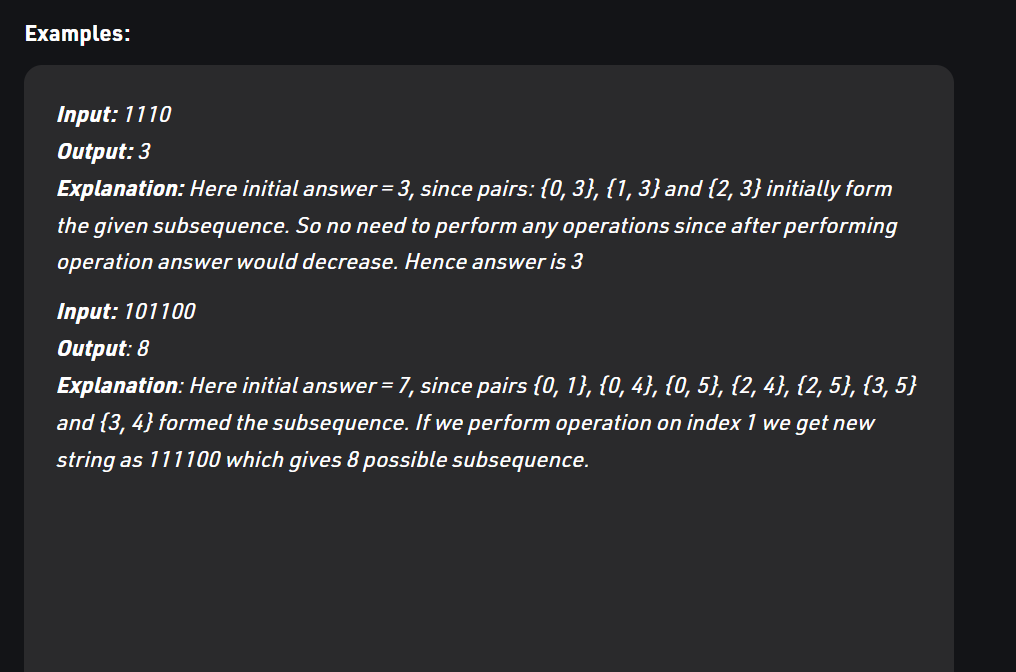 Examples:
Input: 1110
Output: 3
Explanation: Here initial answer = 3, since pairs: {0, 3}, {1, 3} and {2, 3} initially form
the given subsequence. So no need to perform any operations since after performing
operation answer would decrease. Hence answer is 3
Input: 101100
Output: 8
Explanation: Here initial answer = 7, since pairs {0, 1}, {0, 4}, {0, 5}, {2, 4}, {2, 5}, {3, 5}
and {3, 4} formed the subsequence. If we perform operation on index 1 we get new
string as 111100 which gives 8 possible subsequence.